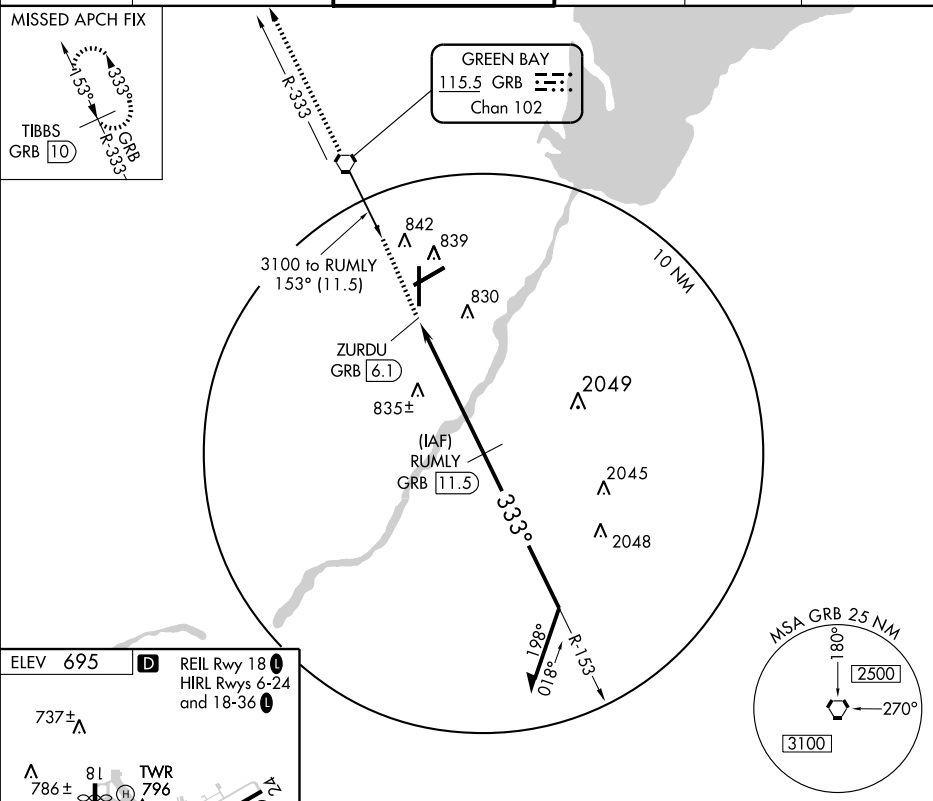 MISSED APCH FIX
153°
333°
TIBBS
GRB 10
GRB
R-333
R-333
GREEN BAY
115.5 GRB
Chan 102
842
839
3100 to RUMLY
153° (11.5)
10 NM
830
ZURDU
GRB 6.1
835±
2049
(IAF)
RUMLY
GRB 11.5
2045
333°
2048
198°
018°
R-153
MSA GRB 25 NM
180°
2500
270°
3100
ELEV 695
D
REIL Rwy 18 L
HIRL Rwys 6-24
and 18-36 L
737±
786±
18
H
TWR
796
24